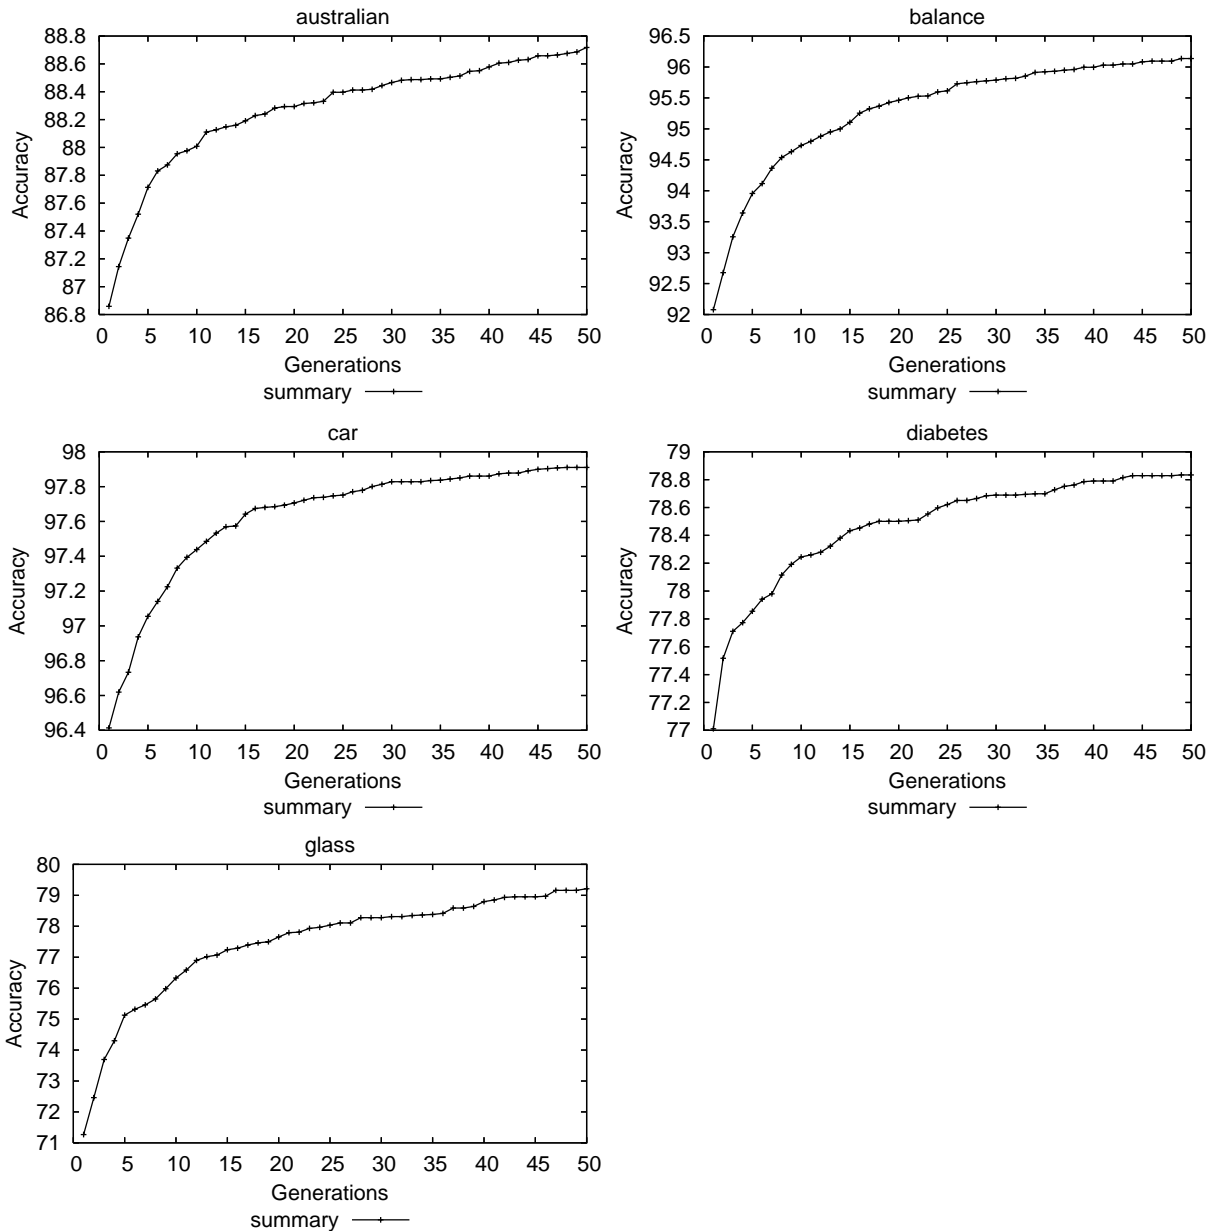 australian
88.8
88.6
88.4
88.2
88
87.8
87.6
87.4
87.2
87
86.8
Accuracy
0 5 10 15 20 25 30 35 40 45 50
Generations
summary
balance
96.5
96
95.5
95
94.5
94
93.5
93
92.5
92
Accuracy
0 5 10 15 20 25 30 35 40 45 50
Generations
summary
car
98
97.8
97.6
97.4
97.2
97
96.8
96.6
96.4
Accuracy
0 5 10 15 20 25 30 35 40 45 50
Generations
summary
diabetes
79
78.8
78.6
78.4
78.2
78
77.8
77.6
77.4
77.2
77
Accuracy
0 5 10 15 20 25 30 35 40 45 50
Generations
summary
glass
80
79
78
77
76
75
74
73
72
71
Accuracy
0 5 10 15 20 25 30 35 40 45 50
Generations
summary